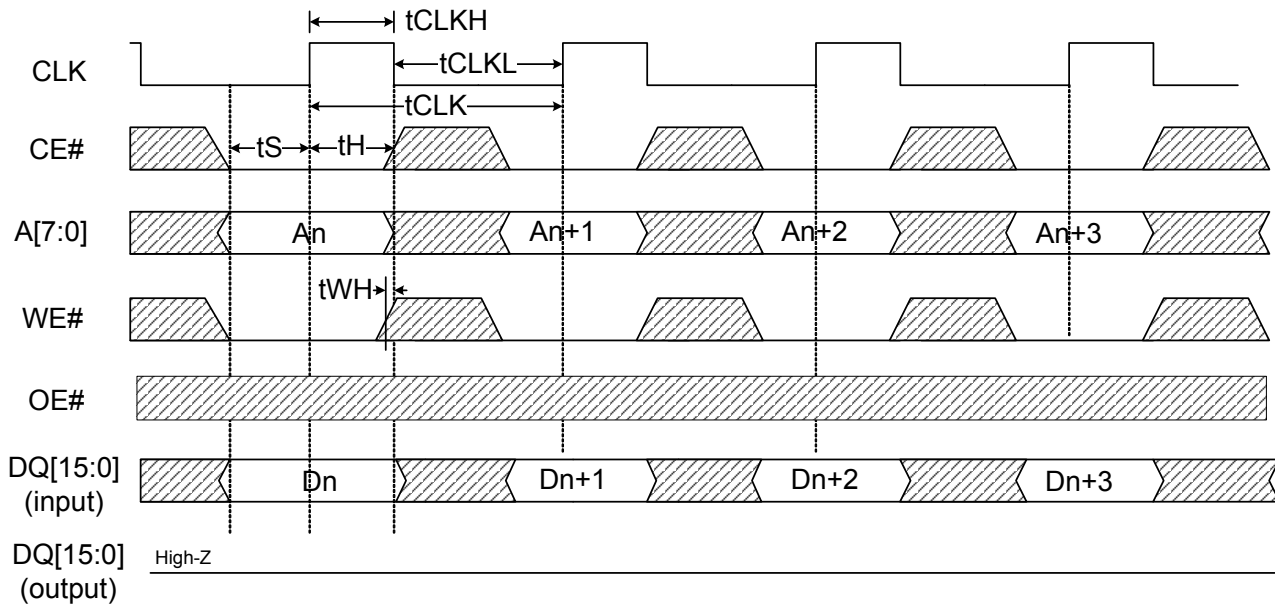 tCLKH
CLK
tCLKL
tCLK
CE#
tS
tH
A[7:0]
An
An+1
An+2
An+3
tWH
WE#
OE#
DQ[15:0]
(input)
Dn
Dn+1
Dn+2
Dn+3
DQ[15:0]
(output)
High-Z